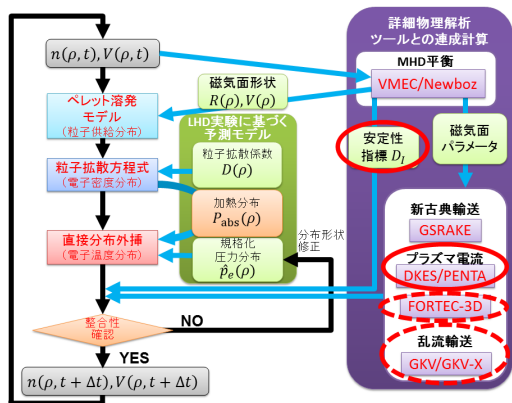 n(ρ,t),V(ρ,t)
ペレット溶発
モデル
(粒子供給分布)
粒子拡散方程式
(電子密度分布)
直接分布外挿
(電子温度分布)
整合性
確認
NO
YES
n(ρ,t+Δt),V(ρ,t+Δt)
磁気面形状
R(ρ),V(ρ)
LHD実験に基づく
予測モデル
粒子拡散係数
D(ρ)
加熱分布
P_abs(ρ)
規格化
圧力分布
p̂_e(ρ)
分布形状
修正
詳細物理解析
ツールとの連成計算
MHD平衡
VMEC/Newboz
安定性
指標 D_I
磁気面
パラメータ
新古典輸送
GSRAKE
プラズマ電流
DKES/PENTA
FORTEC-3D
乱流輸送
GKV/GKV-X